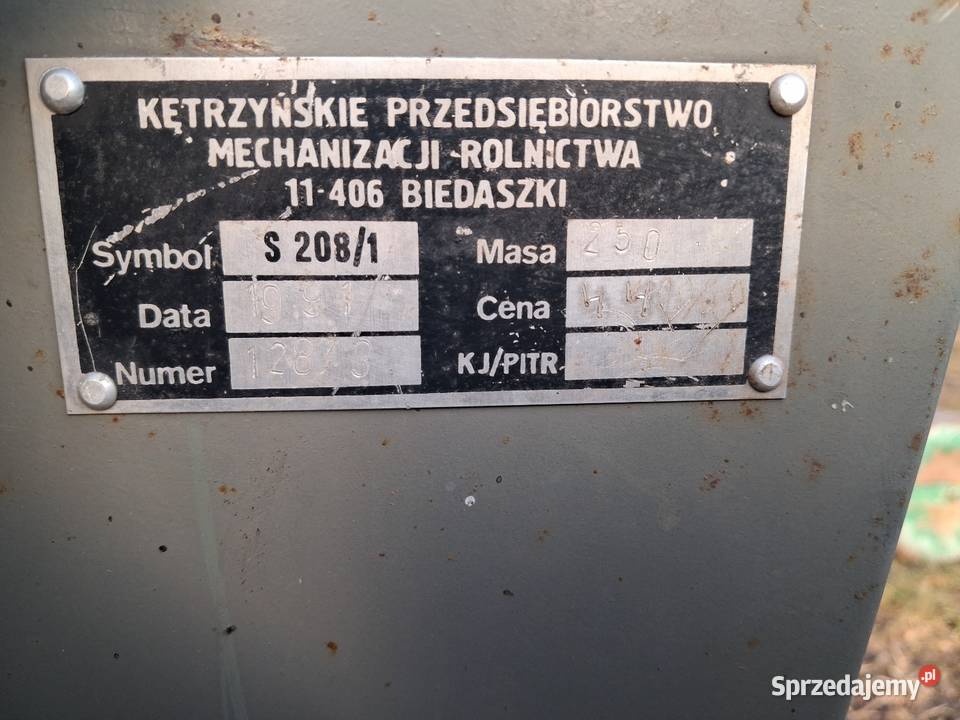 KĘTRZYŃSKIE PRZEDSIĘBIORSTWO
MECHANIZACJI ROLNICTWA
11-406 BIEDASZKI
Symbol S 208/1 Masa 250
Data 1991 Cena
Numer KJ/PITR
Sprzedajemy.pl